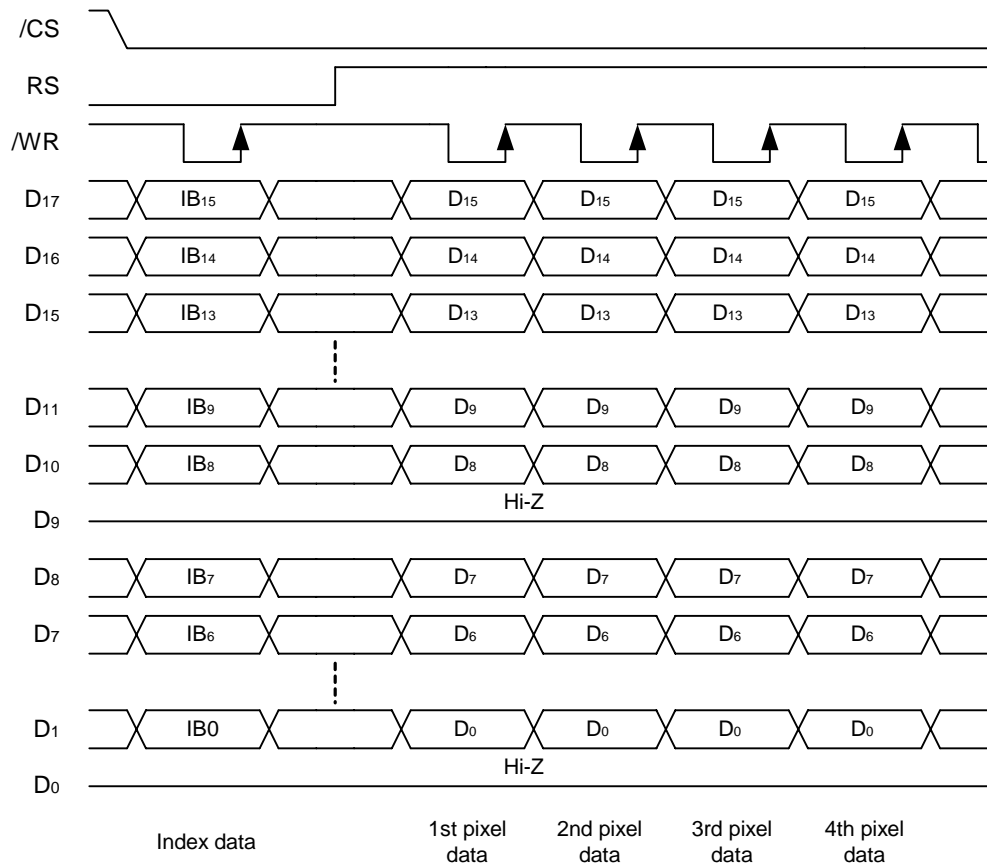 /CS
RS
/WR
D17 IB15 D15 D15 D15 D15
D16 IB14 D14 D14 D14 D14
D15 IB13 D13 D13 D13 D13
D11 IB9 D9 D9 D9 D9
D10 IB8 D8 D8 D8 D8
Hi-Z
D9
D8 IB7 D7 D7 D7 D7
D7 IB6 D6 D6 D6 D6
D1 IB0 D0 D0 D0 D0
Hi-Z
D0
Index data
1st pixel data
2nd pixel data
3rd pixel data
4th pixel data